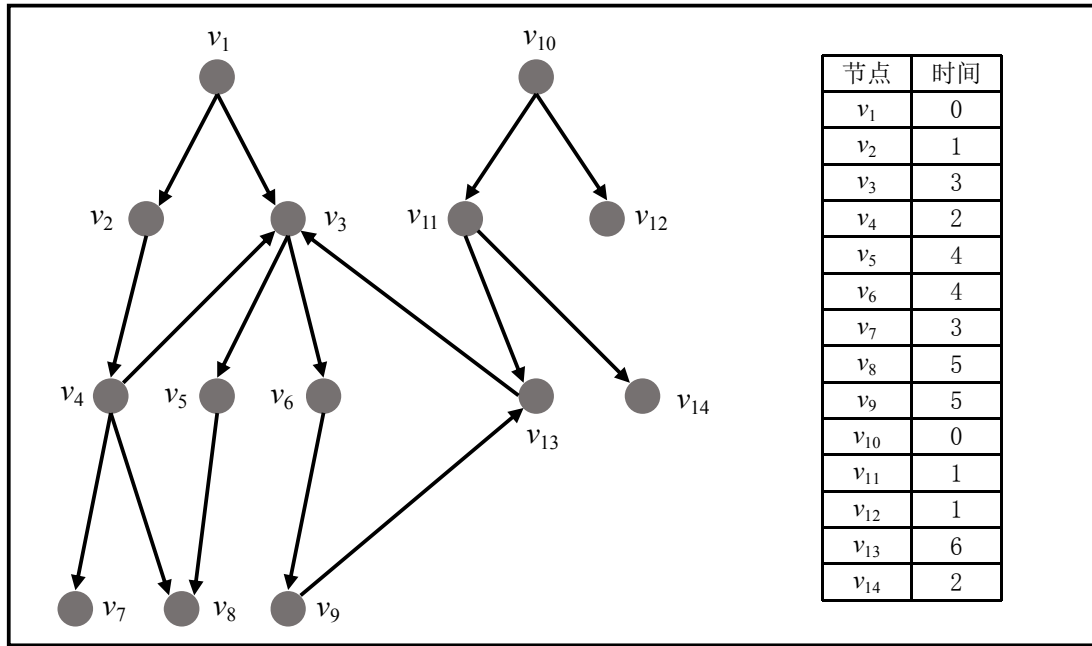 v1
v10
v2
v3
v11
v12
v4
v5
v6
v13
v14
v7
v8
v9
节点 时间
v1 0
v2 1
v3 3
v4 2
v5 4
v6 4
v7 3
v8 5
v9 5
v10 0
v11 1
v12 1
v13 6
v14 2